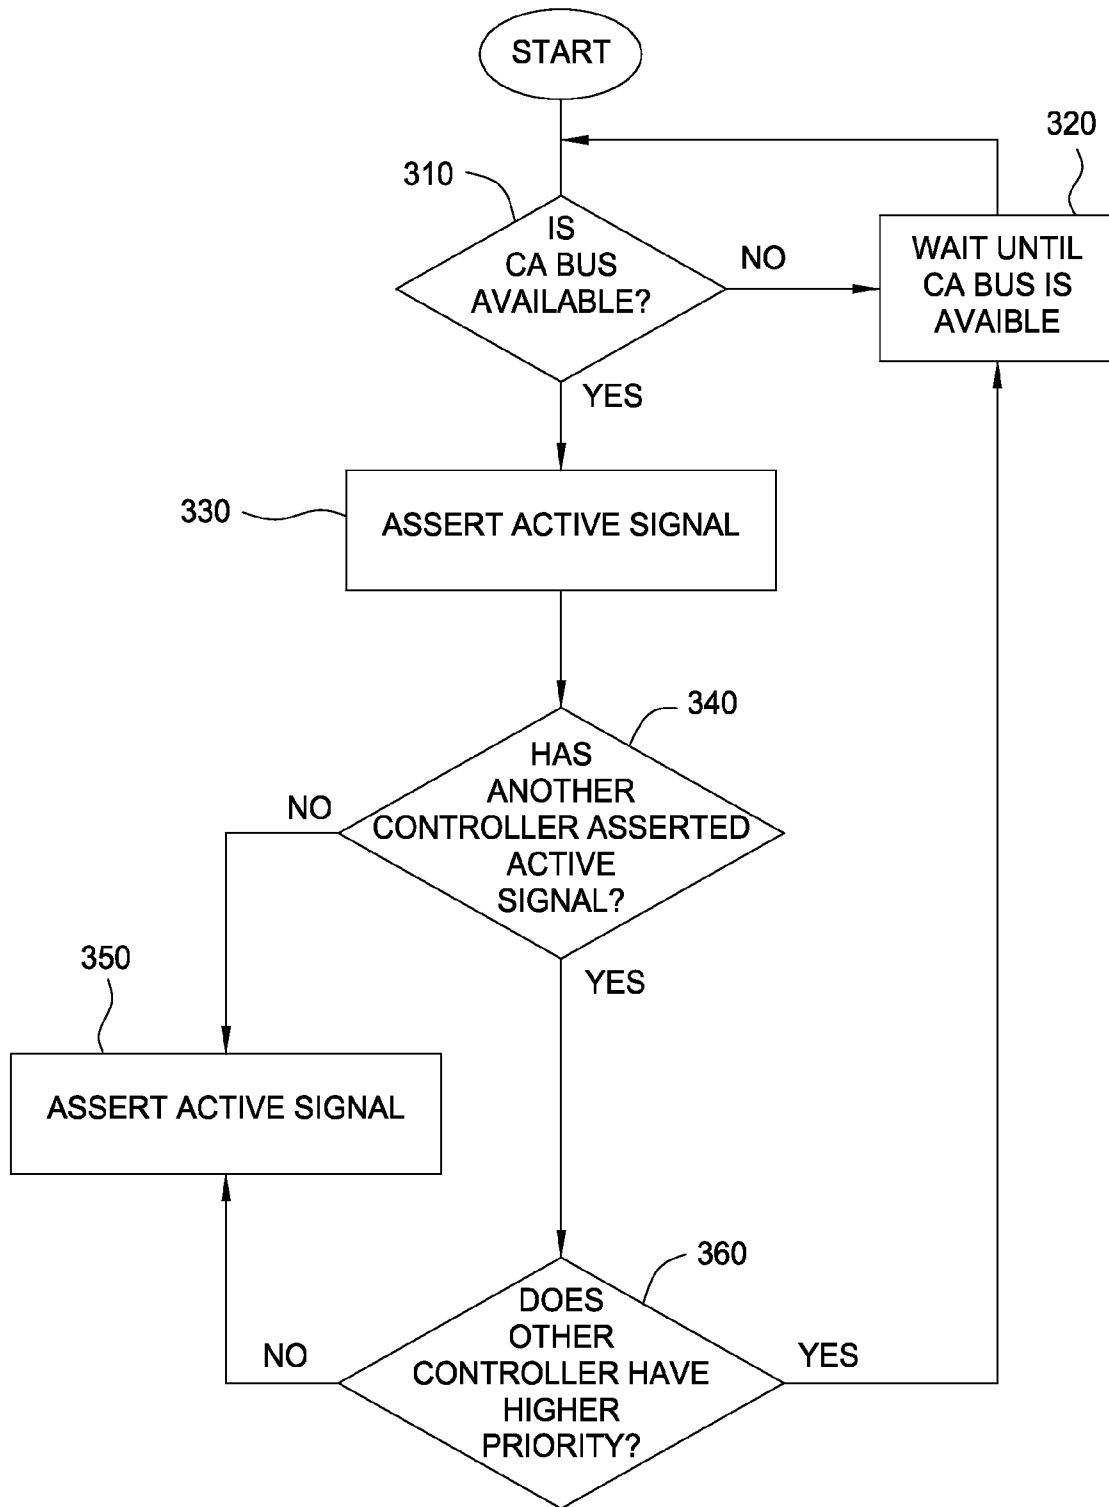 START
320
310
IS
CA BUS
AVAILABLE?
NO
WAIT UNTIL
CA BUS IS
AVAIBLE
YES
330
ASSERT ACTIVE SIGNAL
340
HAS
ANOTHER
CONTROLLER ASSERTED
ACTIVE
SIGNAL?
NO
YES
350
ASSERT ACTIVE SIGNAL
360
DOES
OTHER
CONTROLLER HAVE
HIGHER
PRIORITY?
NO
YES